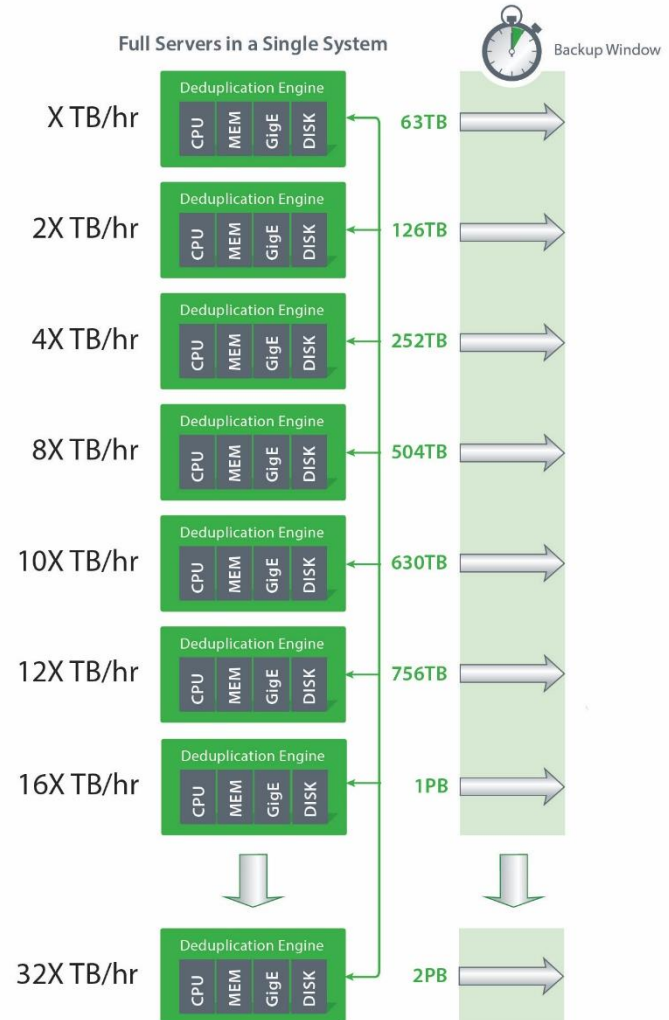 Full Servers in a Single System
Backup Window
X TB/hr
Deduplication Engine
CPU
MEM
GigE
DISK
63TB
2X TB/hr
Deduplication Engine
CPU
MEM
GigE
DISK
126TB
4X TB/hr
Deduplication Engine
CPU
MEM
GigE
DISK
252TB
8X TB/hr
Deduplication Engine
CPU
MEM
GigE
DISK
504TB
10X TB/hr
Deduplication Engine
CPU
MEM
GigE
DISK
630TB
12X TB/hr
Deduplication Engine
CPU
MEM
GigE
DISK
756TB
16X TB/hr
Deduplication Engine
CPU
MEM
GigE
DISK
1PB
32X TB/hr
Deduplication Engine
CPU
MEM
GigE
DISK
2PB